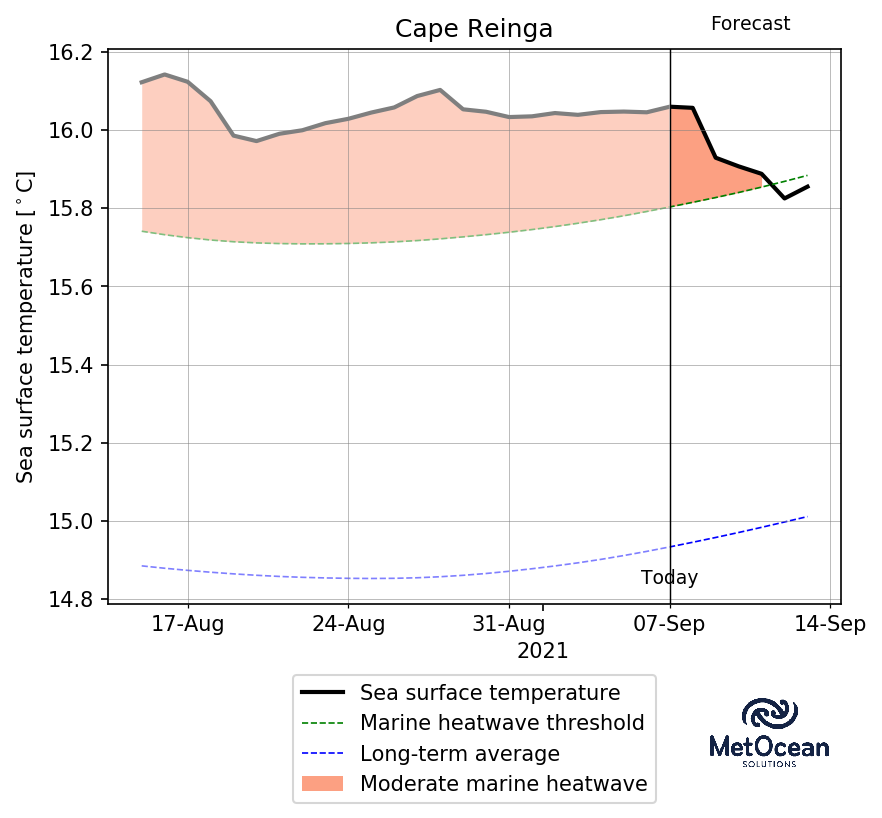 Cape Reinga
Forecast
Sea surface temperature [°C]
16.2
16.0
15.8
15.6
15.4
15.2
15.0
14.8
Today
17-Aug 24-Aug 31-Aug 07-Sep 14-Sep
2021
Sea surface temperature
Marine heatwave threshold
Long-term average
Moderate marine heatwave
MetOcean
SOLUTIONS